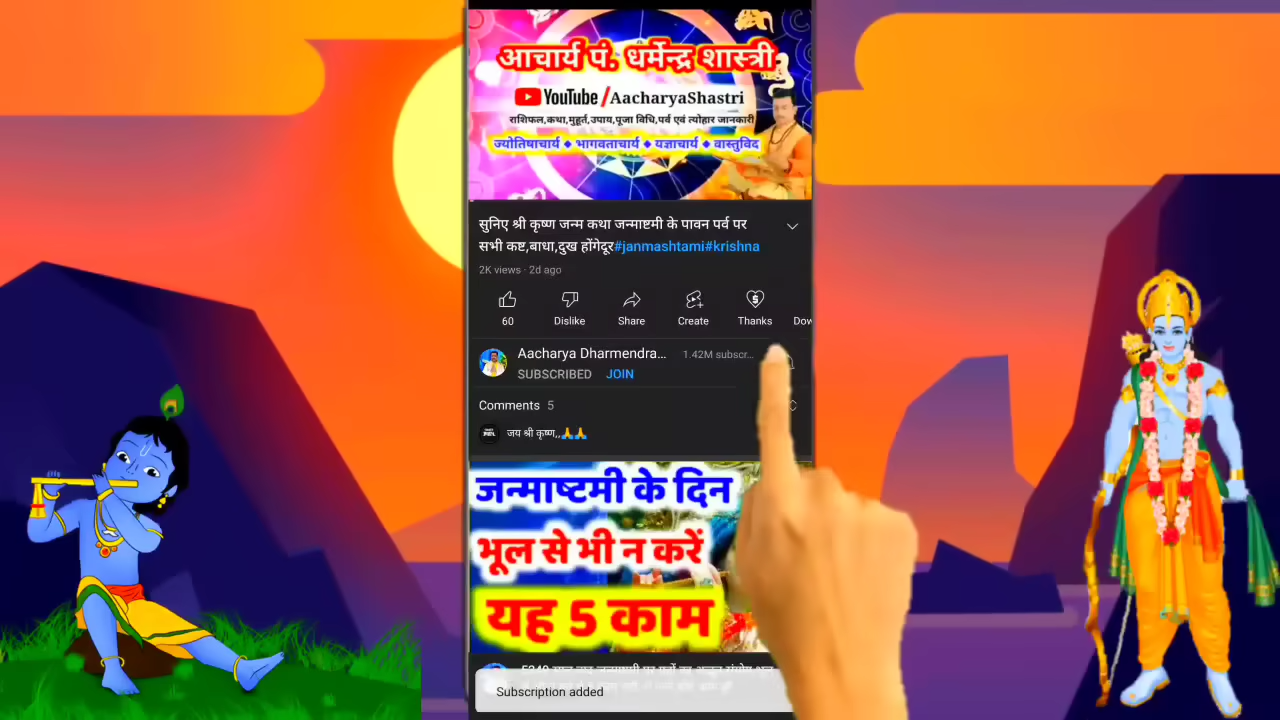 आचार्य पं. धर्मेन्द्र शास्त्री
YouTube /AacharyaShastri
राशिफल,कथा,मुहूर्त,उपाय,पूजा विधि,पर्व एवं त्योहार जानकारी
ज्योतिषाचार्य ◆ भागवताचार्य ◆ यज्ञाचार्य ◆ वास्तुविद
सुनिए श्री कृष्ण जन्म कथा जन्माष्टमी के पावन पर्व पर
सभी कष्ट,बाधा,दुख होंगेदूर#janmashtami#krishna
2K views · 2d ago
60 Dislike Share Create Thanks Dow
Aacharya Dharmendra... 1.42M subscr...
SUBSCRIBED JOIN
Comments 5
जय श्री कृष्ण,,🙏🙏
जन्माष्टमी के दिन
भूल से भी न करें
यह 5 काम
Subscription added